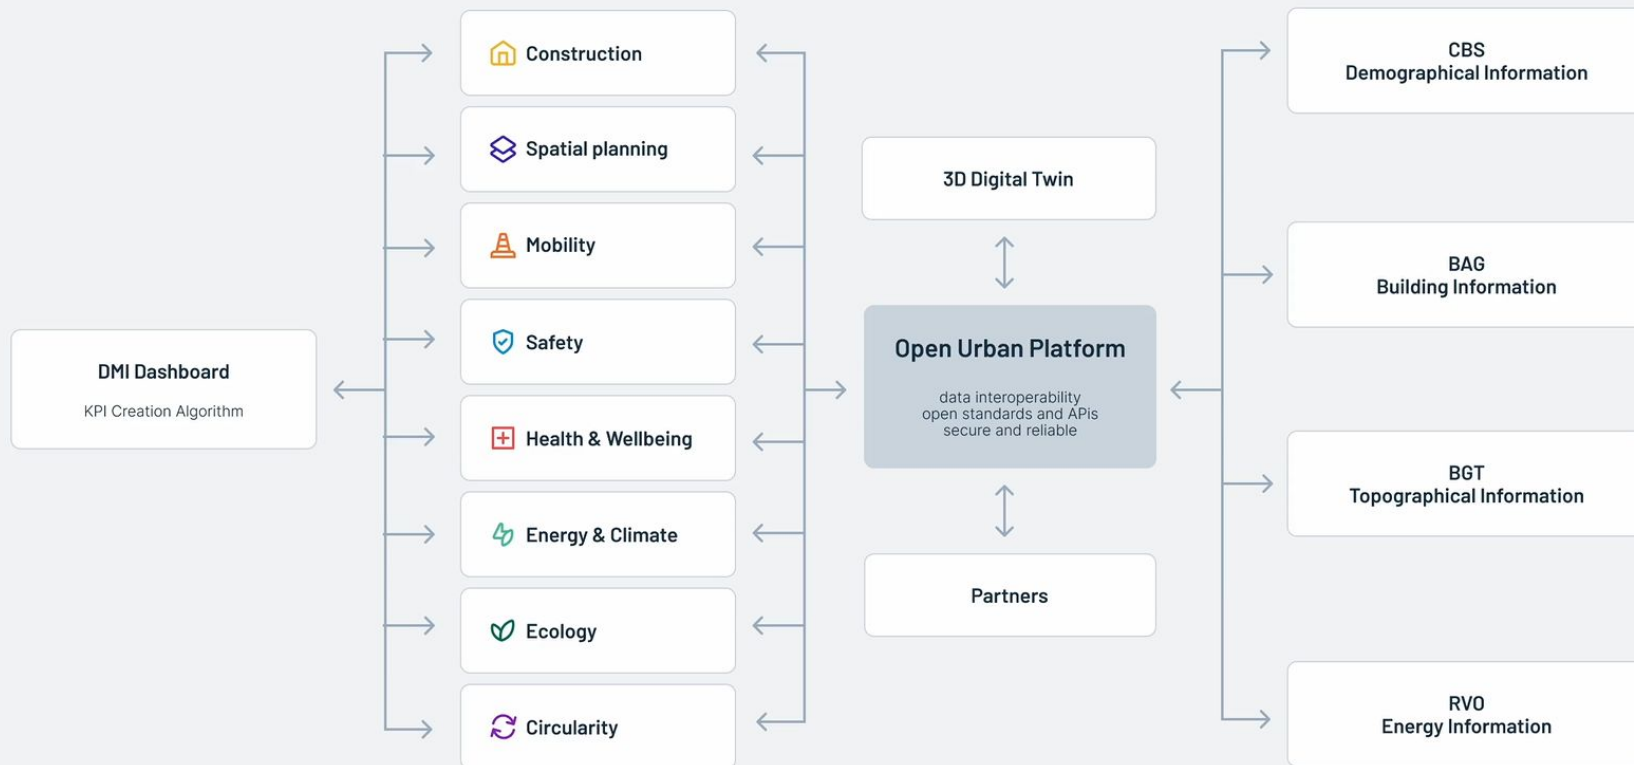 DMI Dashboard
KPI Creation Algorithm
Construction
Spatial planning
Mobility
Safety
Health & Wellbeing
Energy & Climate
Ecology
Circularity
3D Digital Twin
Open Urban Platform
data interoperability
open standards and APis
secure and reliable
Partners
CBS
Demographical Information
BAG
Building Information
BGT
Topographical Information
RVO
Energy Information